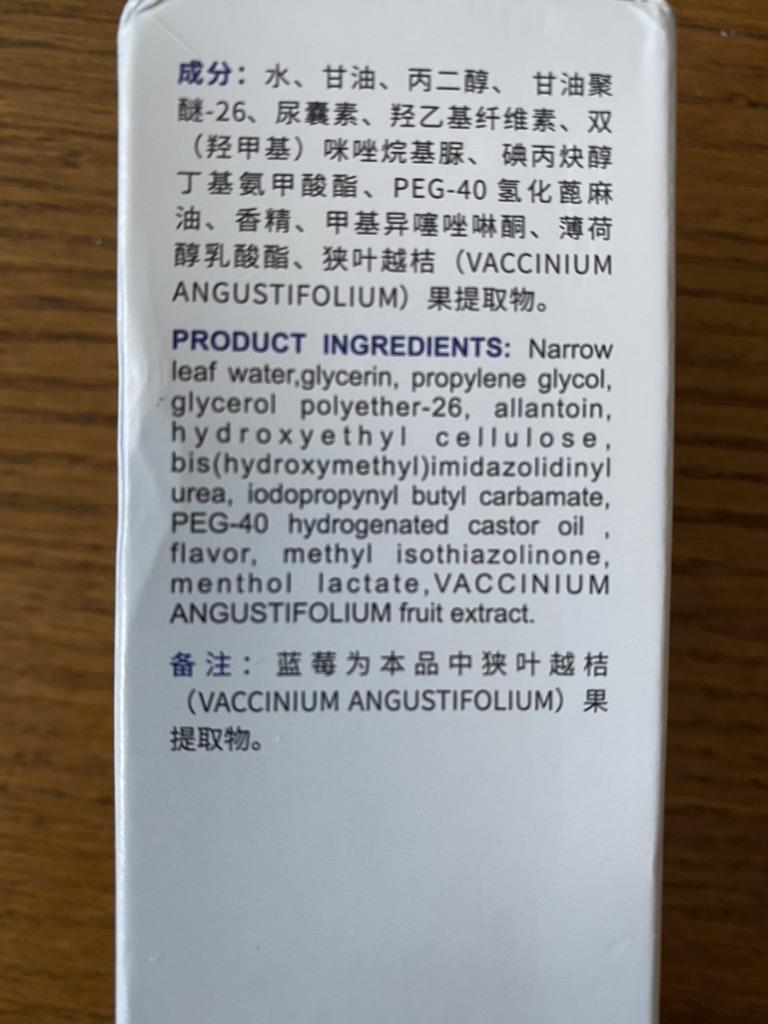 成分：水、甘油、丙二醇、 甘油聚
醚-26、尿囊素、羟乙基纤维素、双
（羟甲基）咪唑烷基脲、碘丙炔醇
丁基氨甲酸酯、PEG-40 氢化蓖麻
油、香精、甲基异噻唑啉酮、薄荷
醇乳酸酯、狭叶越桔（VACCINIUM
ANGUSTIFOLIUM）果提取物。
PRODUCT INGREDIENTS: Narrow
leaf water,glycerin, propylene glycol,
glycerol polyether-26, allantoin,
hydroxyethyl cellulose,
bis(hydroxymethyl)imidazolidinyl
urea, iodopropynyl butyl carbamate,
PEG-40 hydrogenated castor oil ,
flavor, methyl isothiazolinone,
menthol lactate,VACCINIUM
ANGUSTIFOLIUM fruit extract.
备注：蓝莓为本品中狭叶越桔
（VACCINIUM ANGUSTIFOLIUM）果
提取物。